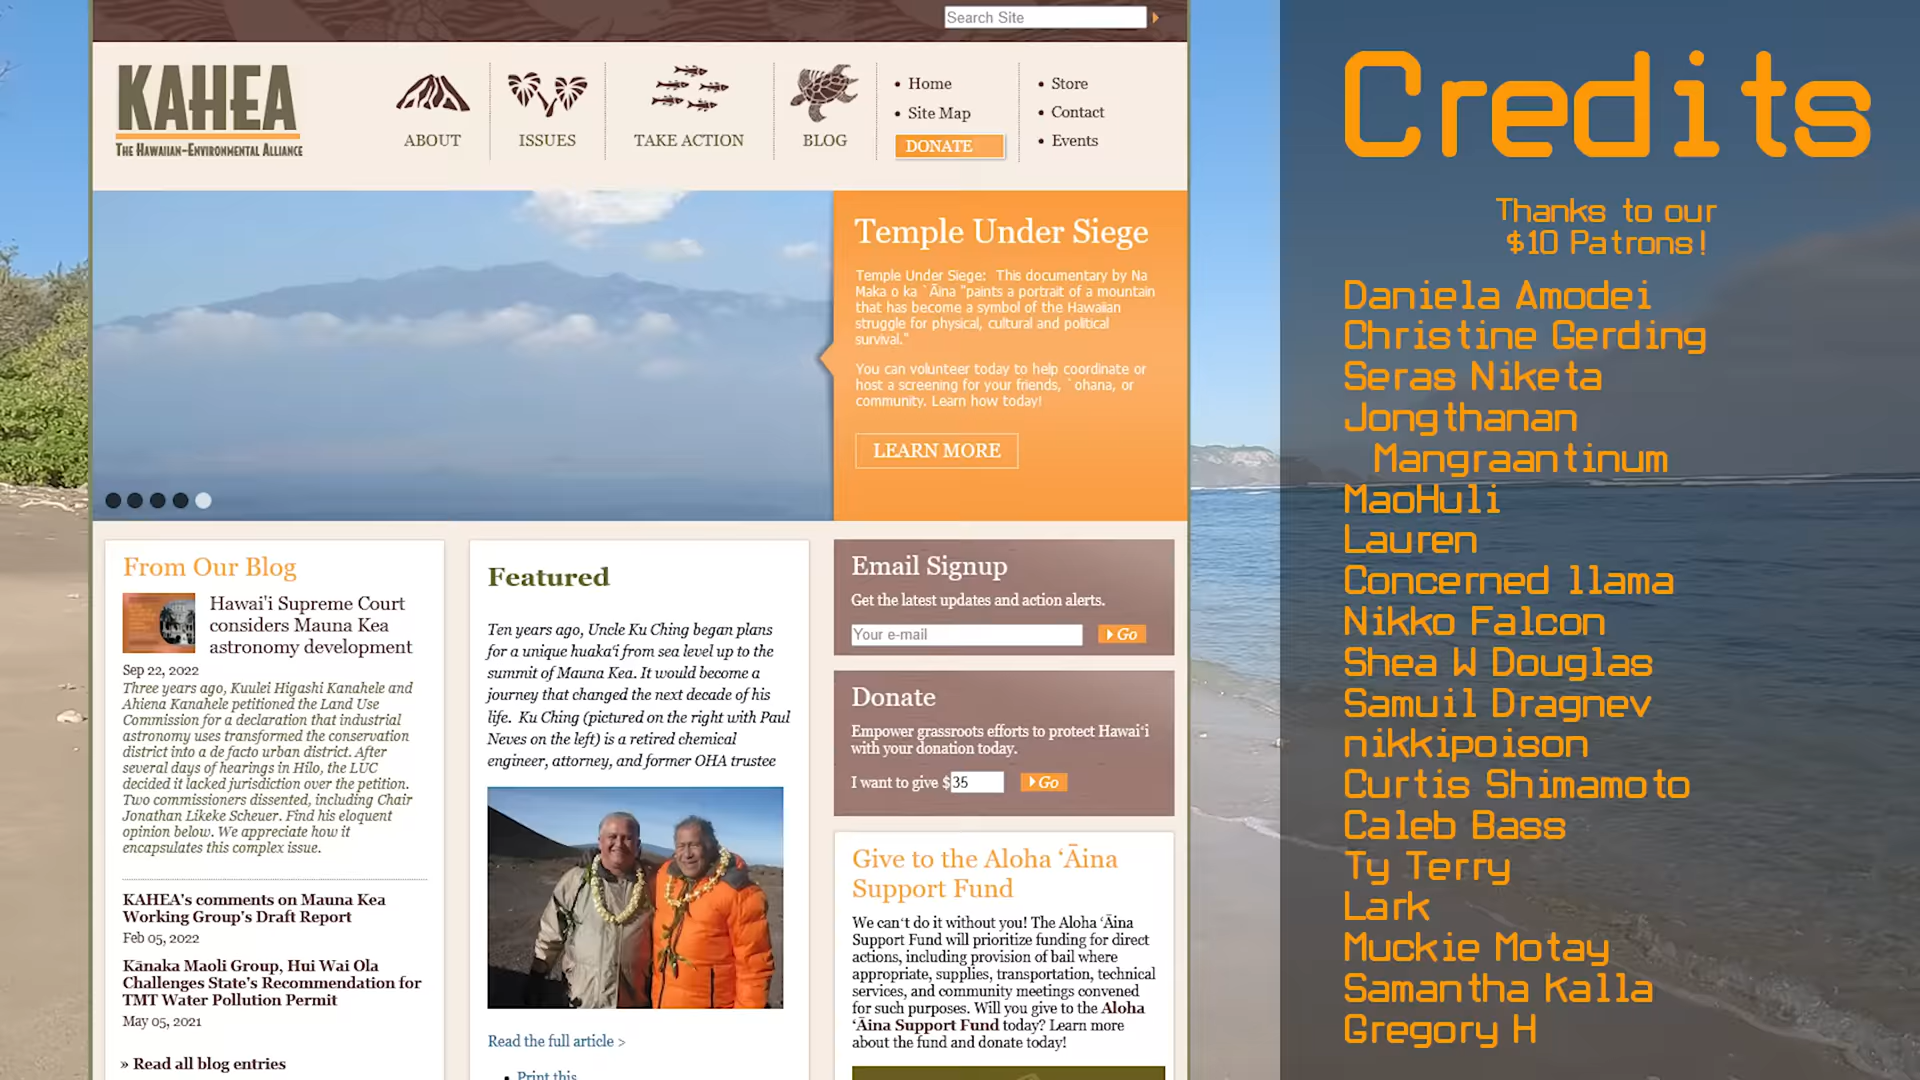 Search Site
KAHEA
THE HAWAIIAN-ENVIRONMENTAL ALLIANCE
ABOUT
ISSUES
TAKE ACTION
BLOG
• Home
• Site Map
DONATE
• Store
• Contact
• Events
Temple Under Siege
Temple Under Siege: This documentary by Na
Maka o ka `Āina "paints a portrait of a mountain
that has become a symbol of the Hawaiian
struggle for physical, cultural and political
survival."
You can volunteer today to help coordinate or
host a screening for your friends, `ohana, or
community. Learn how today!
LEARN MORE
From Our Blog
Hawai'i Supreme Court
considers Mauna Kea
astronomy development
Sep 22, 2022
Three years ago, Kuulei Higashi Kanahele and
Ahiena Kanahele petitioned the Land Use
Commission for a declaration that industrial
astronomy uses transformed the conservation
district into a de facto urban district. After
several days of hearings in Hilo, the LUC
decided it lacked jurisdiction over the petition.
Two commissioners dissented, including Chair
Jonathan Likeke Scheuer. Find his eloquent
opinion below. We appreciate how it
encapsulates this complex issue.
KAHEA's comments on Mauna Kea
Working Group's Draft Report
Feb 05, 2022
Kānaka Maoli Group, Hui Wai Ola
Challenges State's Recommendation for
TMT Water Pollution Permit
May 05, 2021
» Read all blog entries
Featured
Ten years ago, Uncle Ku Ching began plans
for a unique huakaʻi from sea level up to the
summit of Mauna Kea. It would become a
journey that changed the next decade of his
life. Ku Ching (pictured on the right with Paul
Neves on the left) is a retired chemical
engineer, attorney, and former OHA trustee
Read the full article >
• Print this
Email Signup
Get the latest updates and action alerts.
Your e-mail
Go
Donate
Empower grassroots efforts to protect Hawaiʻi
with your donation today.
I want to give $ 35 Go
Give to the Aloha ʻĀina
Support Fund
We canʻt do it without you! The Aloha ʻĀina
Support Fund will prioritize funding for direct
actions, including provision of bail where
appropriate, supplies, transportation, technical
services, and community meetings convened
for such purposes. Will you give to the Aloha
ʻĀina Support Fund today? Learn more
about the fund and donate today!
Credits
Thanks to our
$10 Patrons!
Daniela Amodei
Christine Gerding
Seras Niketa
Jongthanan
Mangraantinum
MaoHuli
Lauren
Concerned llama
Nikko Falcon
Shea W Douglas
Samuil Dragnev
nikkipoison
Curtis Shimamoto
Caleb Bass
Ty Terry
Lark
Muckie Motay
Samantha Kalla
Gregory H